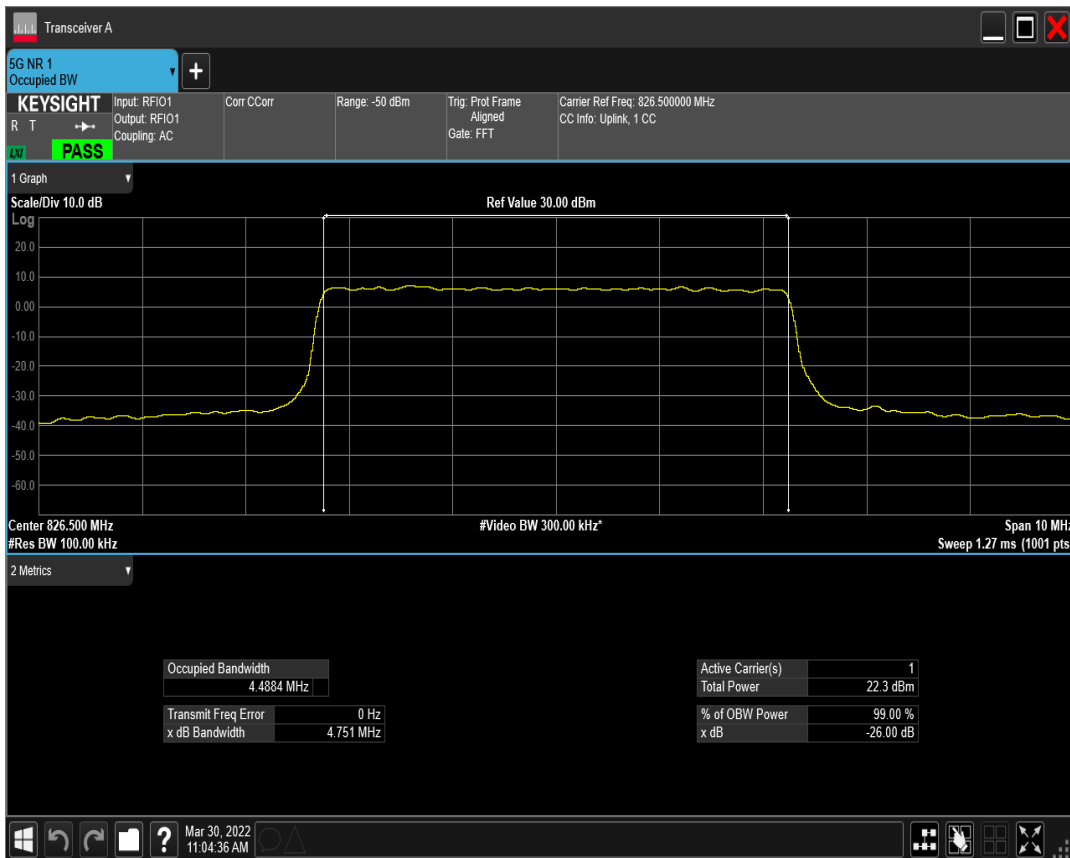 Transceiver A
5G NR 1
Occupied BW
+
KEYSIGHT
R T
LXI
PASS
Input: RFIO1
Output: RFIO1
Coupling: AC
Corr CCorr
Range: -50 dBm
Trig: Prot Frame
Aligned
Gate: FFT
Carrier Ref Freq: 826.500000 MHz
CC Info: Uplink, 1 CC
1 Graph
Scale/Div 10.0 dB
Ref Value 30.00 dBm
Log
20.0
10.0
0.00
-10.0
-20.0
-30.0
-40.0
-50.0
-60.0
Center 826.500 MHz
#Video BW 300.00 kHz*
Span 10 MHz
#Res BW 100.00 kHz
Sweep 1.27 ms (1001 pts
2 Metrics
Occupied Bandwidth
4.4884 MHz
Transmit Freq Error 0 Hz
x dB Bandwidth 4.751 MHz
Active Carrier(s) 1
Total Power 22.3 dBm
% of OBW Power 99.00 %
x dB -26.00 dB
?
Mar 30, 2022
11:04:36 AM